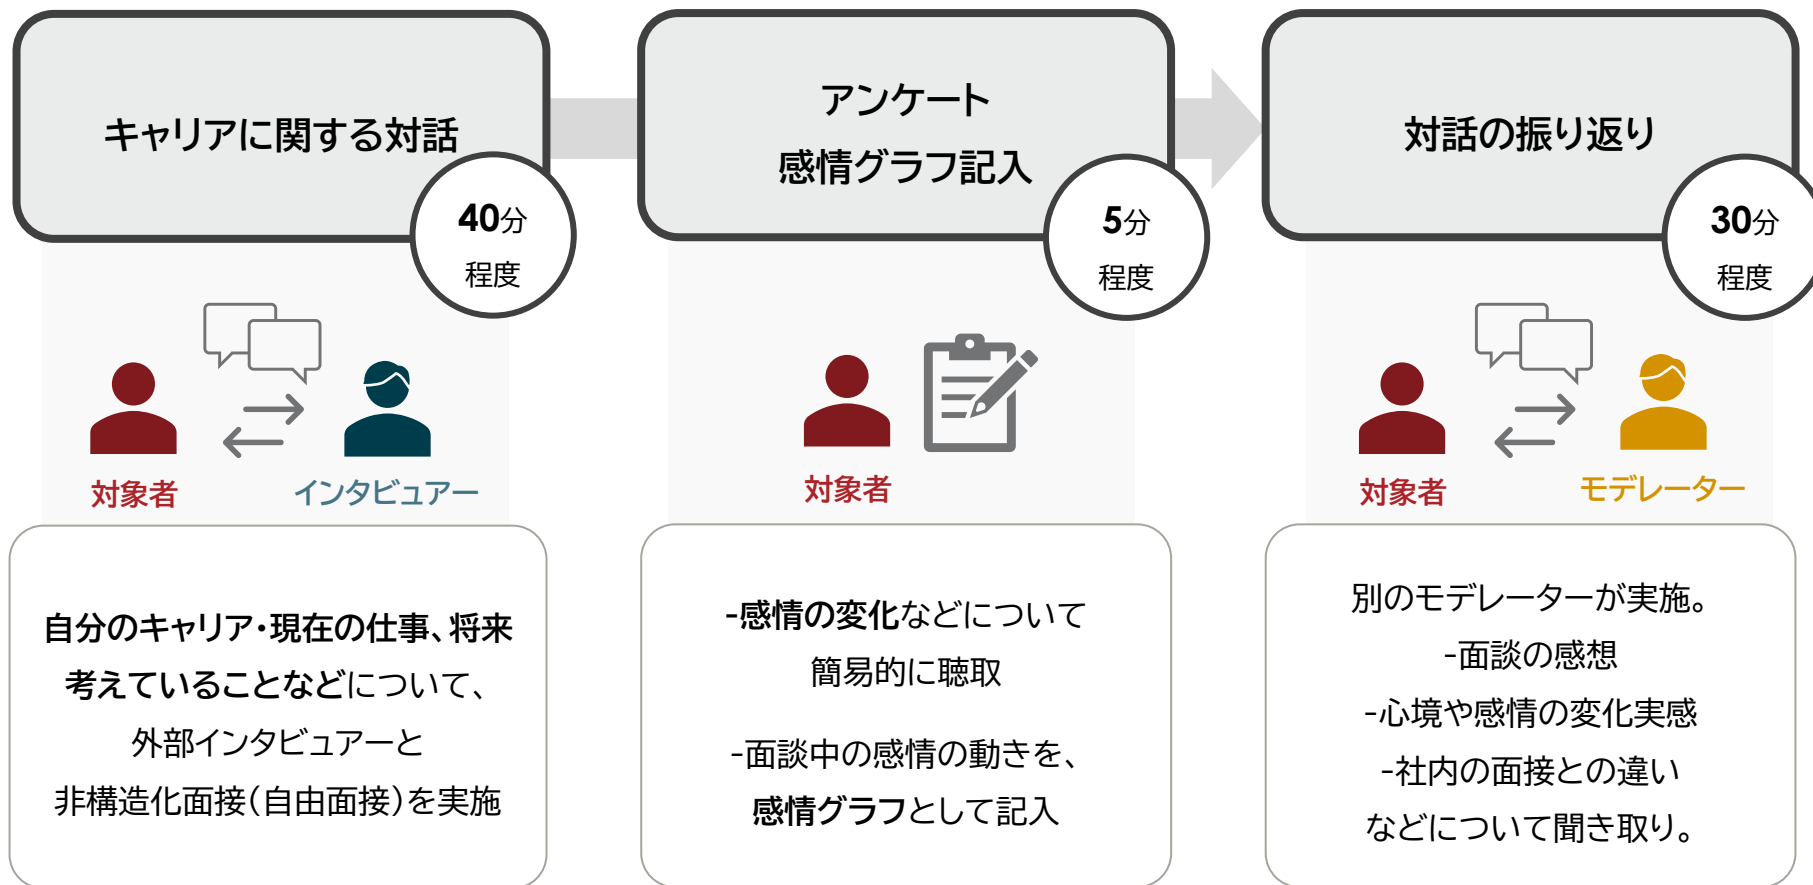 キャリアに関する対話
40分
程度
対象者
インタビュアー
自分のキャリア・現在の仕事、将来
考えていることなどについて、
外部インタビュアーと
非構造化面接(自由面接)を実施
アンケート
感情グラフ記入
5分
程度
対象者
-感情の変化などについて
簡易的に聴取
-面談中の感情の動きを、
感情グラフとして記入
対話の振り返り
30分
程度
対象者
モデレーター
別のモデレーターが実施。
-面談の感想
-心境や感情の変化実感
-社内の面接との違い
などについて聞き取り。